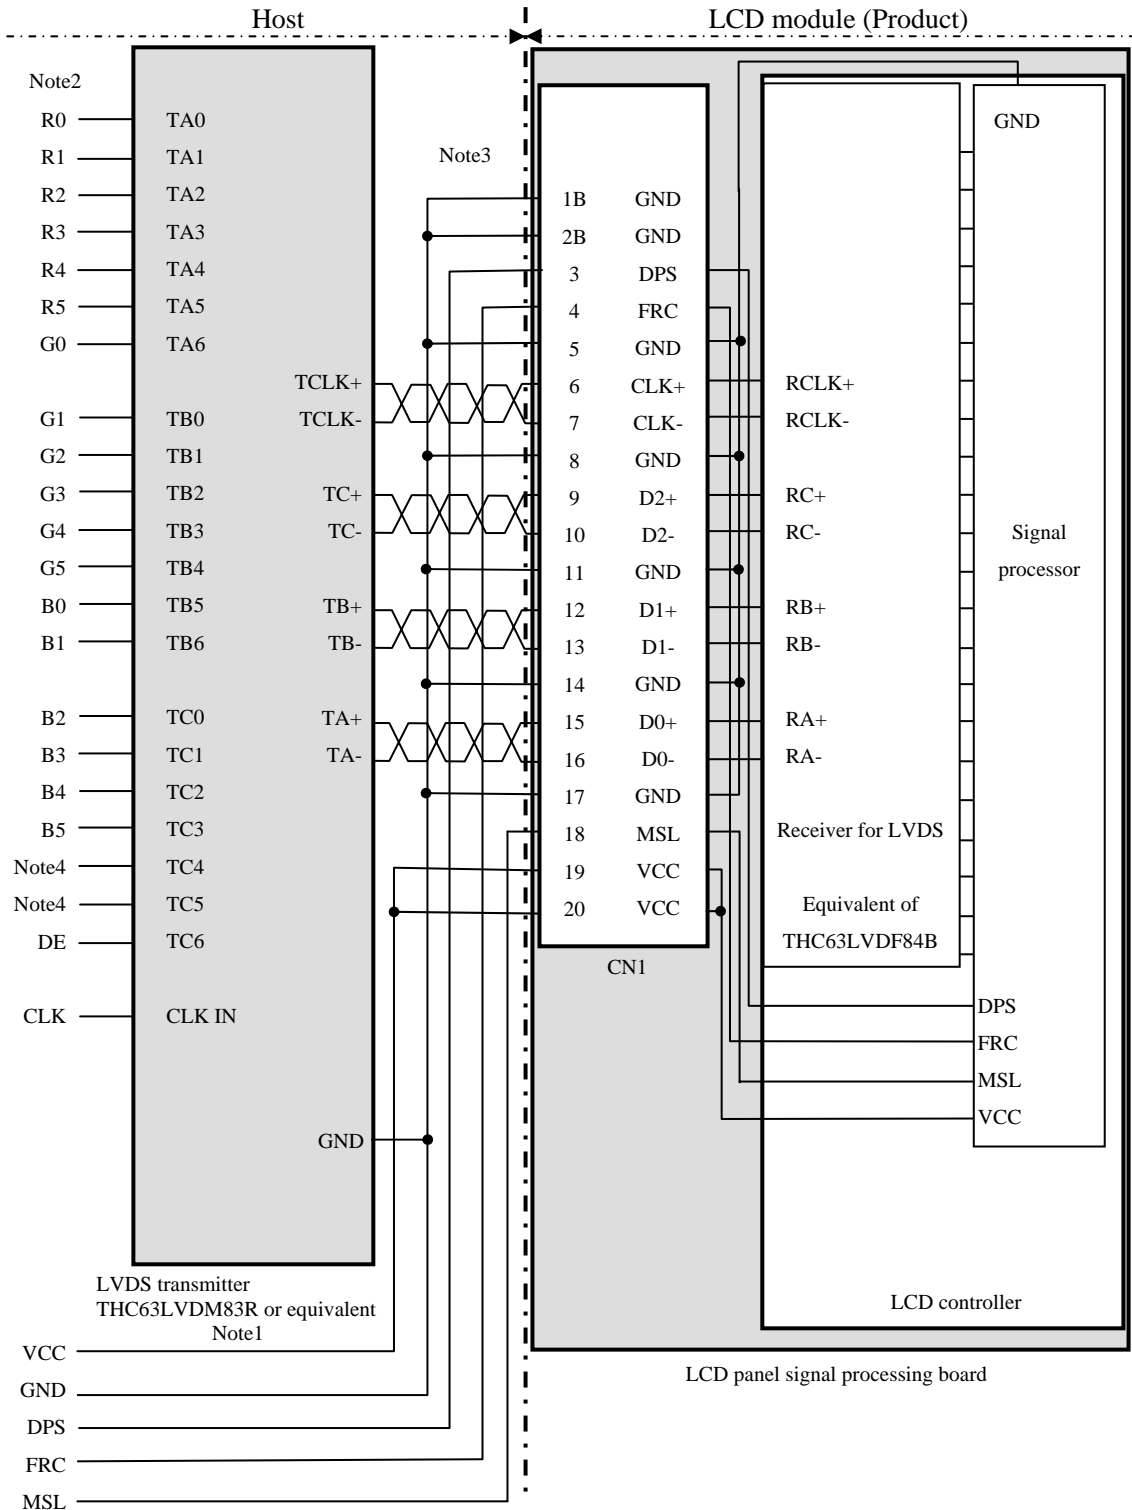 Host
LCD module (Product)
Note2
R0 TA0
R1 TA1
R2 TA2
R3 TA3
R4 TA4
R5 TA5
G0 TA6
G1 TB0
G2 TB1
G3 TB2
G4 TB3
G5 TB4
B0 TB5
B1 TB6
B2 TC0
B3 TC1
B4 TC2
B5 TC3
Note4 TC4
Note4 TC5
DE TC6
CLK CLK IN
TCLK+
TCLK-
TC+
TC-
TB+
TB-
TA+
TA-
GND
LVDS transmitter
THC63LVDM83R or equivalent
Note1
VCC
GND
DPS
FRC
MSL
Note3
1B GND
2B GND
3 DPS
4 FRC
5 GND
6 CLK+
7 CLK-
8 GND
9 D2+
10 D2-
11 GND
12 D1+
13 D1-
14 GND
15 D0+
16 D0-
17 GND
18 MSL
19 VCC
20 VCC
CN1
RCLK+
RCLK-
RC+
RC-
RB+
RB-
RA+
RA-
Receiver for LVDS
Equivalent of
THC63LVDF84B
GND
Signal
processor
DPS
FRC
MSL
VCC
LCD controller
LCD panel signal processing board